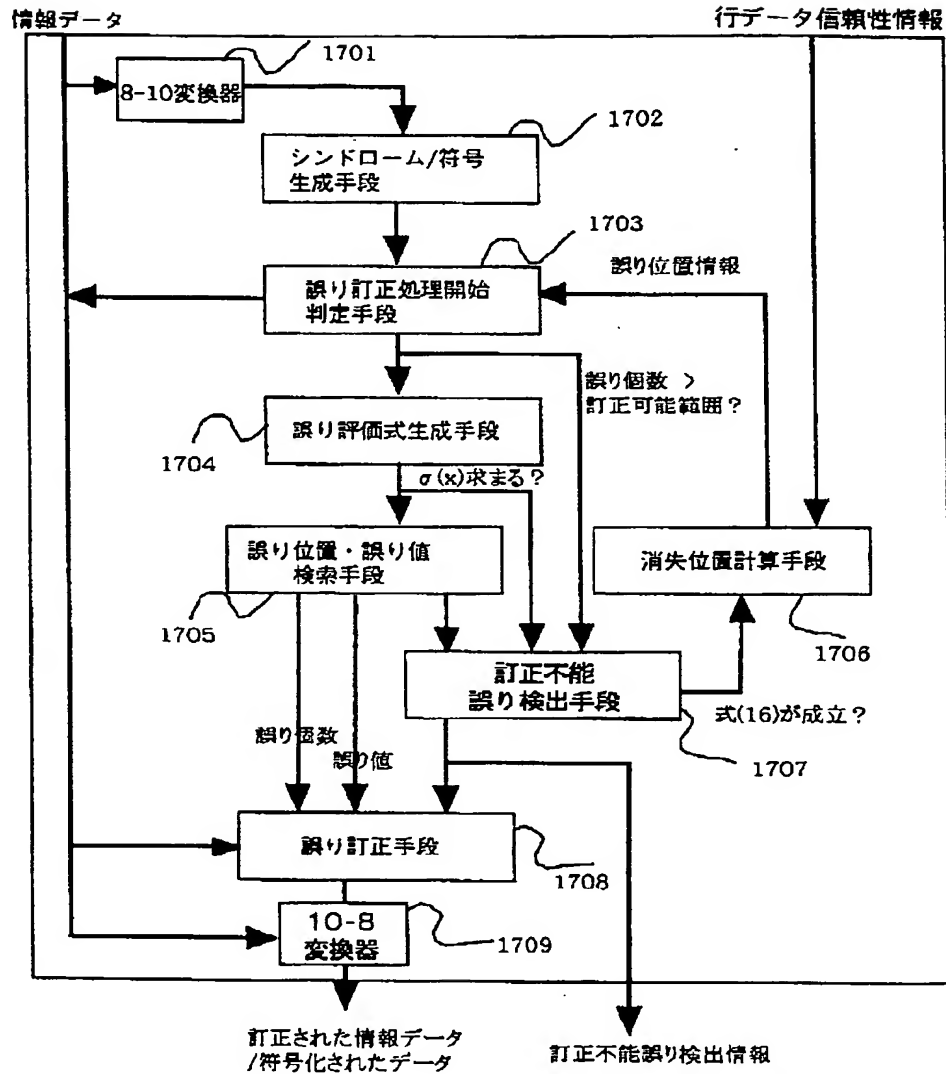 情報データ
行データ信頼性情報
1701
8-10変換器
1702
シンドローム/符号
生成手段
1703
誤り位置情報
誤り訂正処理開始
判定手段
誤り個数 >
訂正可能範囲?
誤り評価式生成手段
1704
σ(x)求まる?
誤り位置・誤り値
検索手段
消失位置計算手段
1705
1706
訂正不能
誤り検出手段
式(16)が成立?
誤り個数
誤り値
1707
誤り訂正手段
1708
10-8
変換器
1709
訂正された情報データ
/符号化されたデータ
訂正不能誤り検出情報